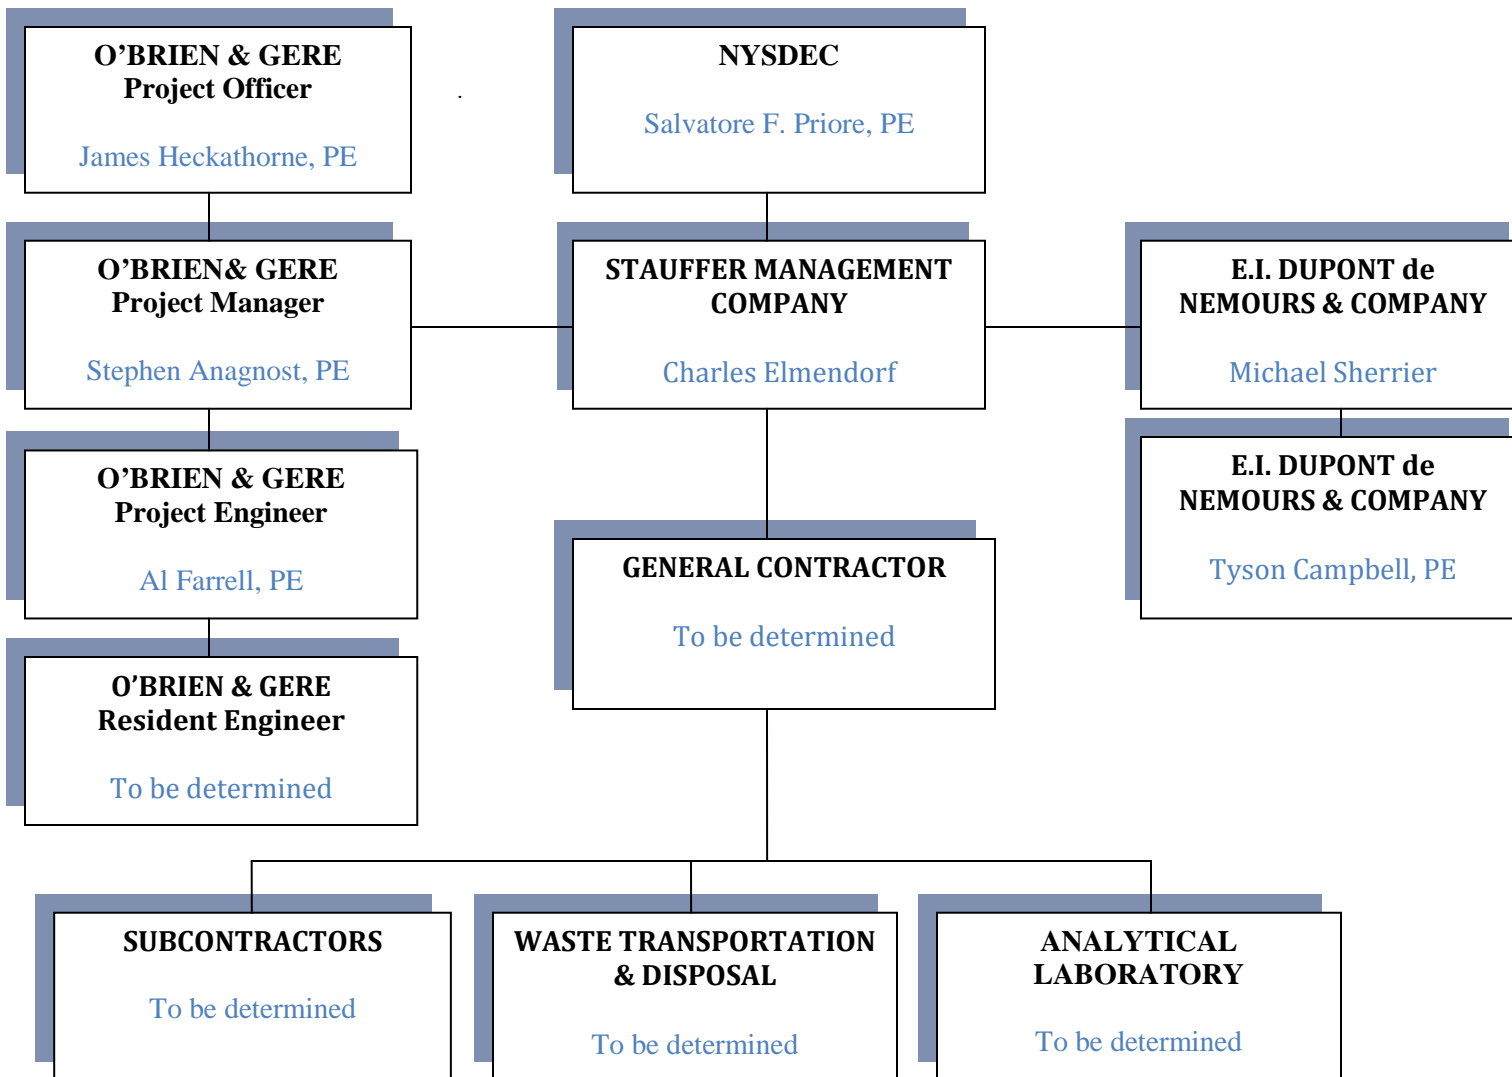 O’BRIEN & GERE
Project Officer
James Heckathorne, PE
.
NYSDEC
Salvatore F. Priore, PE
O’BRIEN& GERE
Project Manager
Stephen Anagnost, PE
STAUFFER MANAGEMENT
COMPANY
Charles Elmendorf
E.I. DUPONT de
NEMOURS & COMPANY
Michael Sherrier
O’BRIEN & GERE
Project Engineer
Al Farrell, PE
E.I. DUPONT de
NEMOURS & COMPANY
Tyson Campbell, PE
GENERAL CONTRACTOR
To be determined
O’BRIEN & GERE
Resident Engineer
To be determined
SUBCONTRACTORS
To be determined
WASTE TRANSPORTATION
& DISPOSAL
To be determined
ANALYTICAL
LABORATORY
To be determined